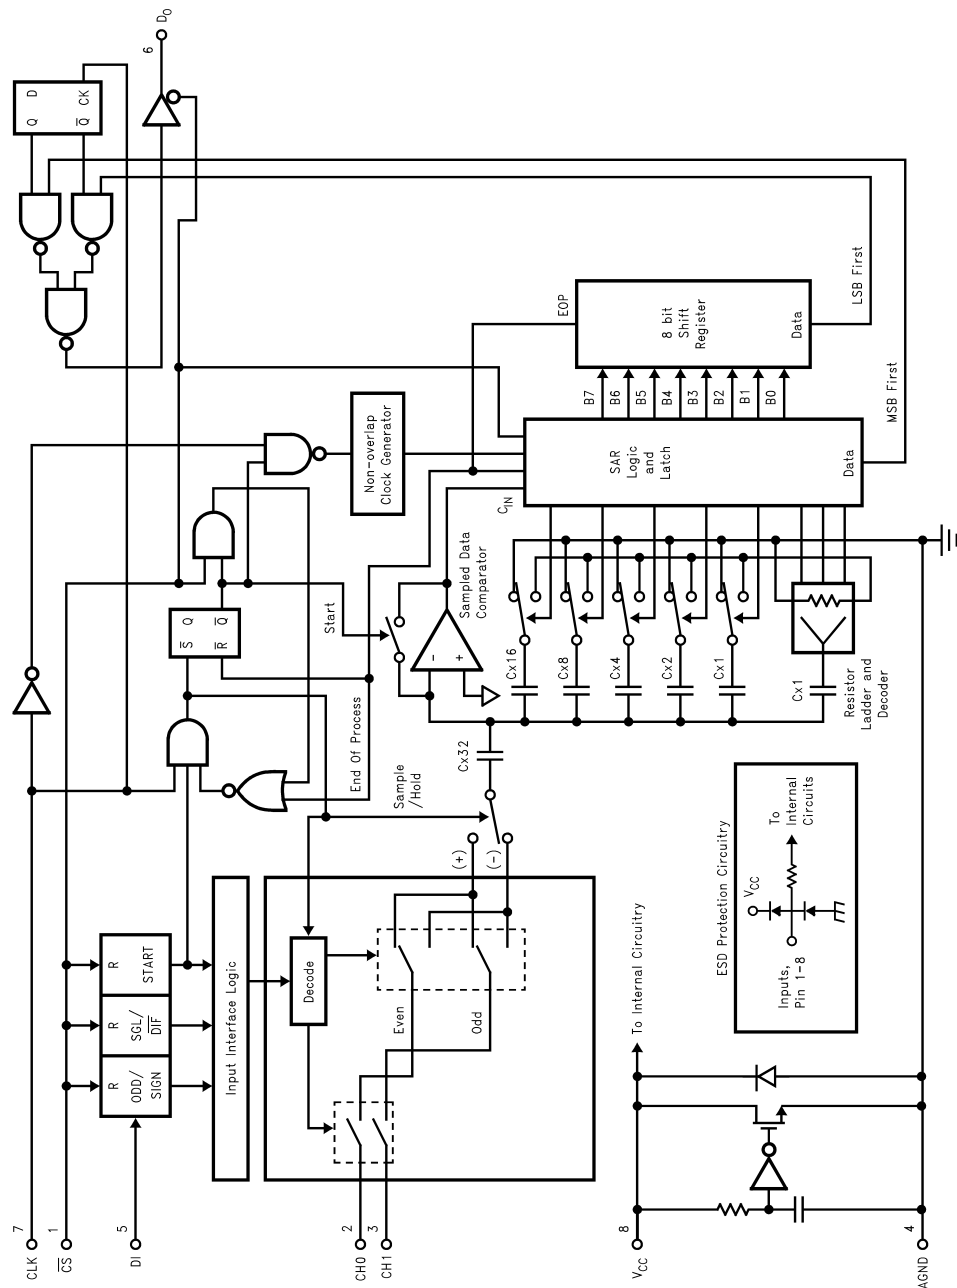 CLK
7
CS
1
DI
5
CH0
2
CH1
3
VCC
8
AGND
4
R
START
R
SGL/
DIF
R
ODD/
SIGN
Input Interface Logic
Decode
Even
Odd
(+)
(-)
Sample
/Hold
End Of Process
Start
S
Q
R
Q
Cx32
Sampled Data
Comparator
-
+
Cx16
Cx8
Cx4
Cx2
Cx1
Cx1
Resistor
Ladder and
Decoder
Non-overlap
Clock Generator
CIN
SAR
Logic
and
Latch
Data
B7
B6
B5
B4
B3
B2
B1
B0
EOP
8 bit
Shift
Register
Data
MSB First
LSB First
Q
D
Q
CK
6
DO
To Internal Circuitry
ESD Protection Circuitry
VCC
Inputs,
Pin 1-8
To
Internal
Circuits